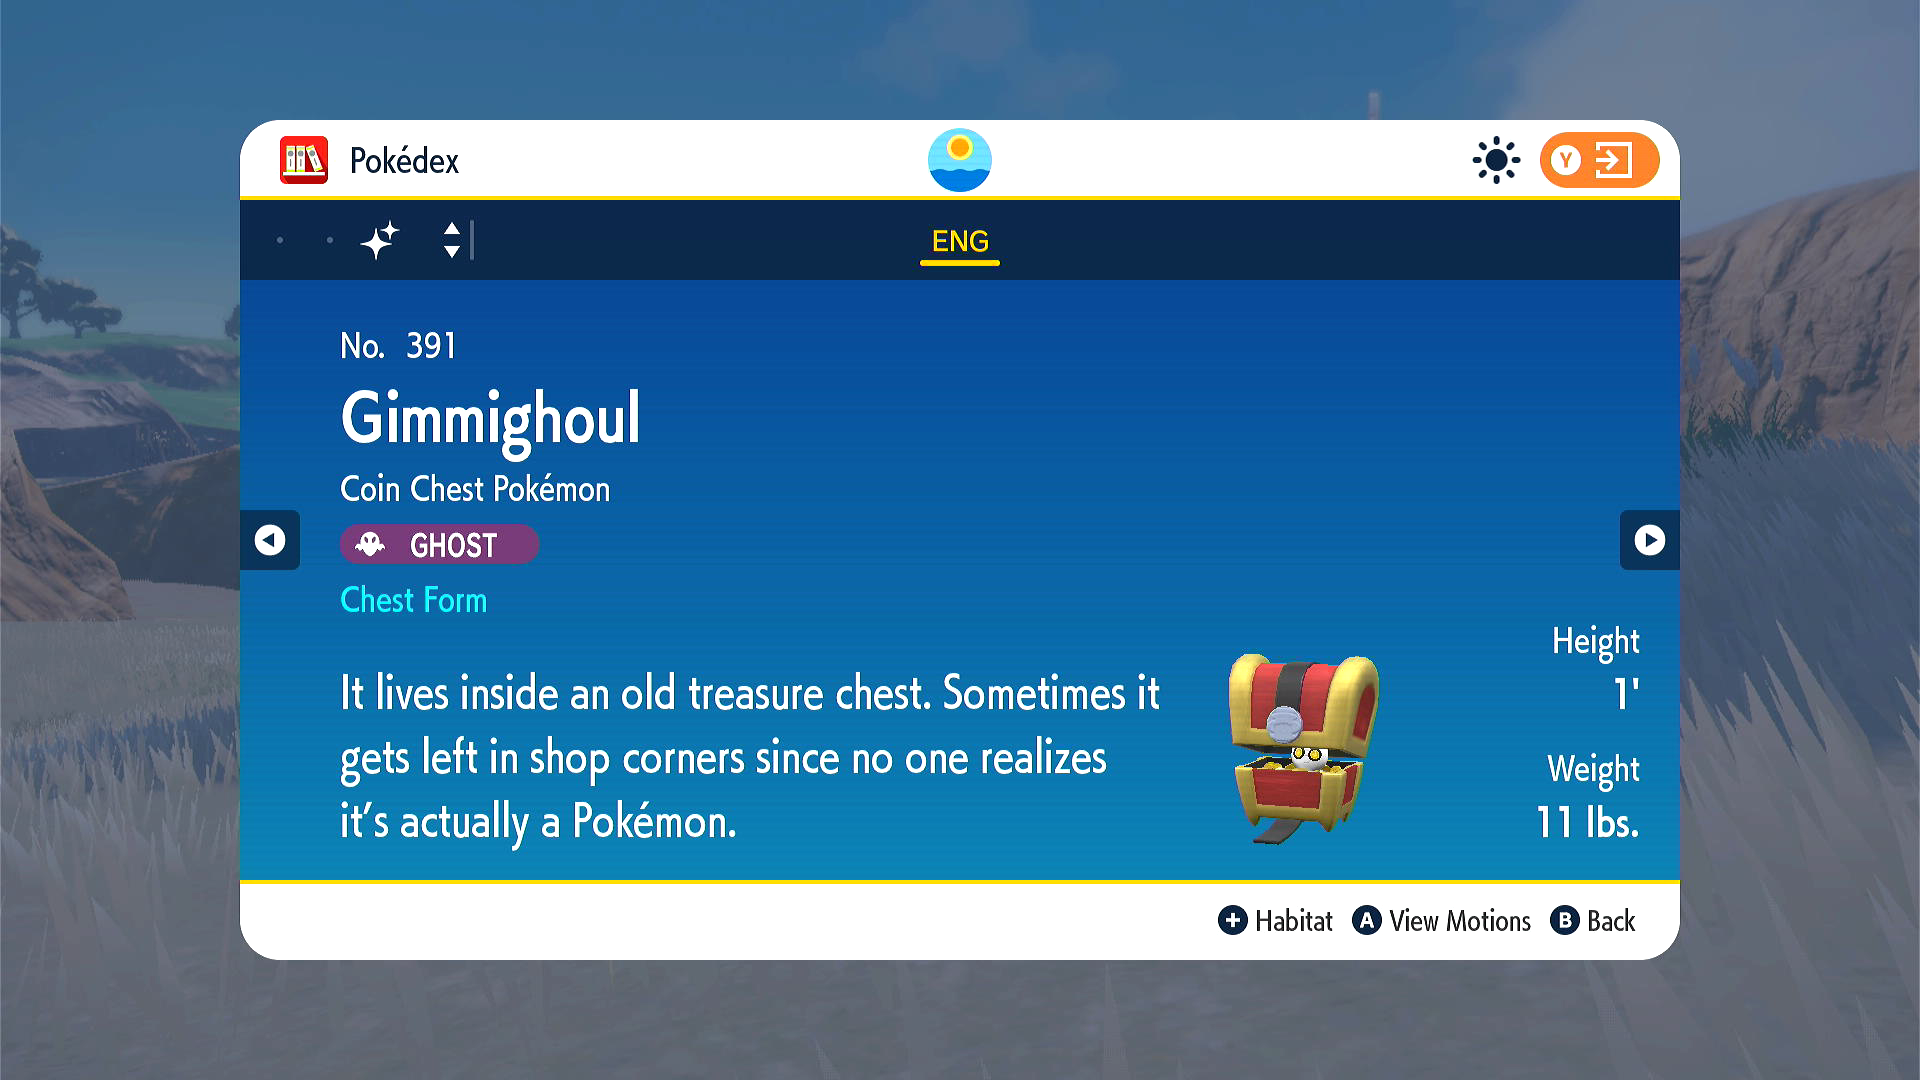 Pokédex
Y
ENG
No. 391
Gimmighoul
Coin Chest Pokémon
GHOST
Chest Form
It lives inside an old treasure chest. Sometimes it
gets left in shop corners since no one realizes
it's actually a Pokémon.
Height
1'
Weight
11 lbs.
+ Habitat A View Motions B Back